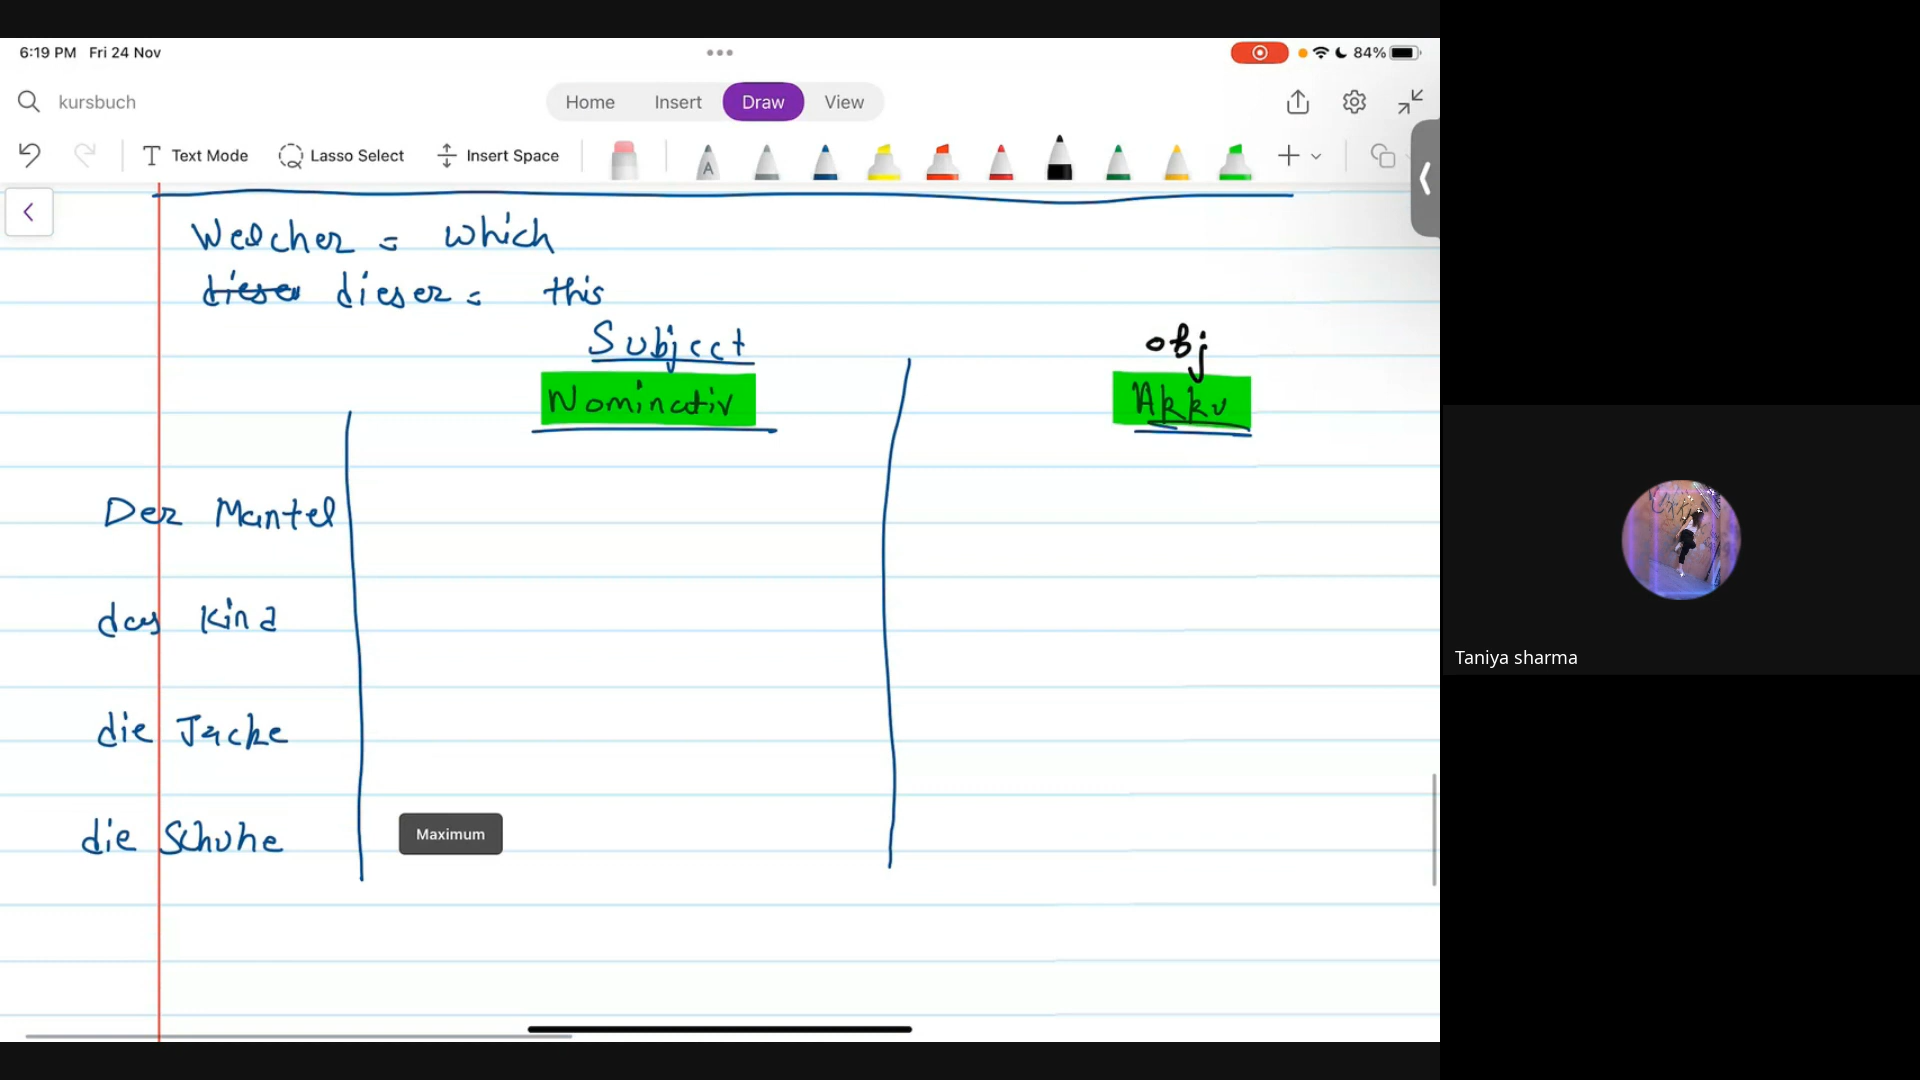 6:19 PM Fri 24 Nov
84%
kursbuch
Home Insert Draw View
Text Mode Lasso Select Insert Space
A
Welcher = which
dieser dieser = this
Subject obj
Nominativ Akku
Der Mantel
das Kind
die Jacke
die Schuhe
Maximum
Taniya sharma